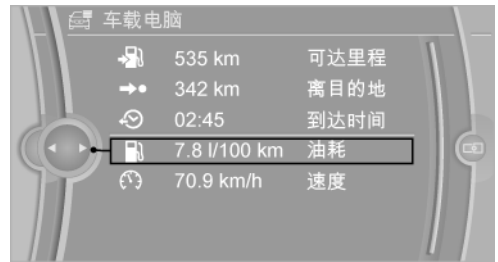 车载电脑
535 km 可达里程
342 km 离目的地
02:45 到达时间
7.8 l/100 km 油耗
70.9 km/h 速度